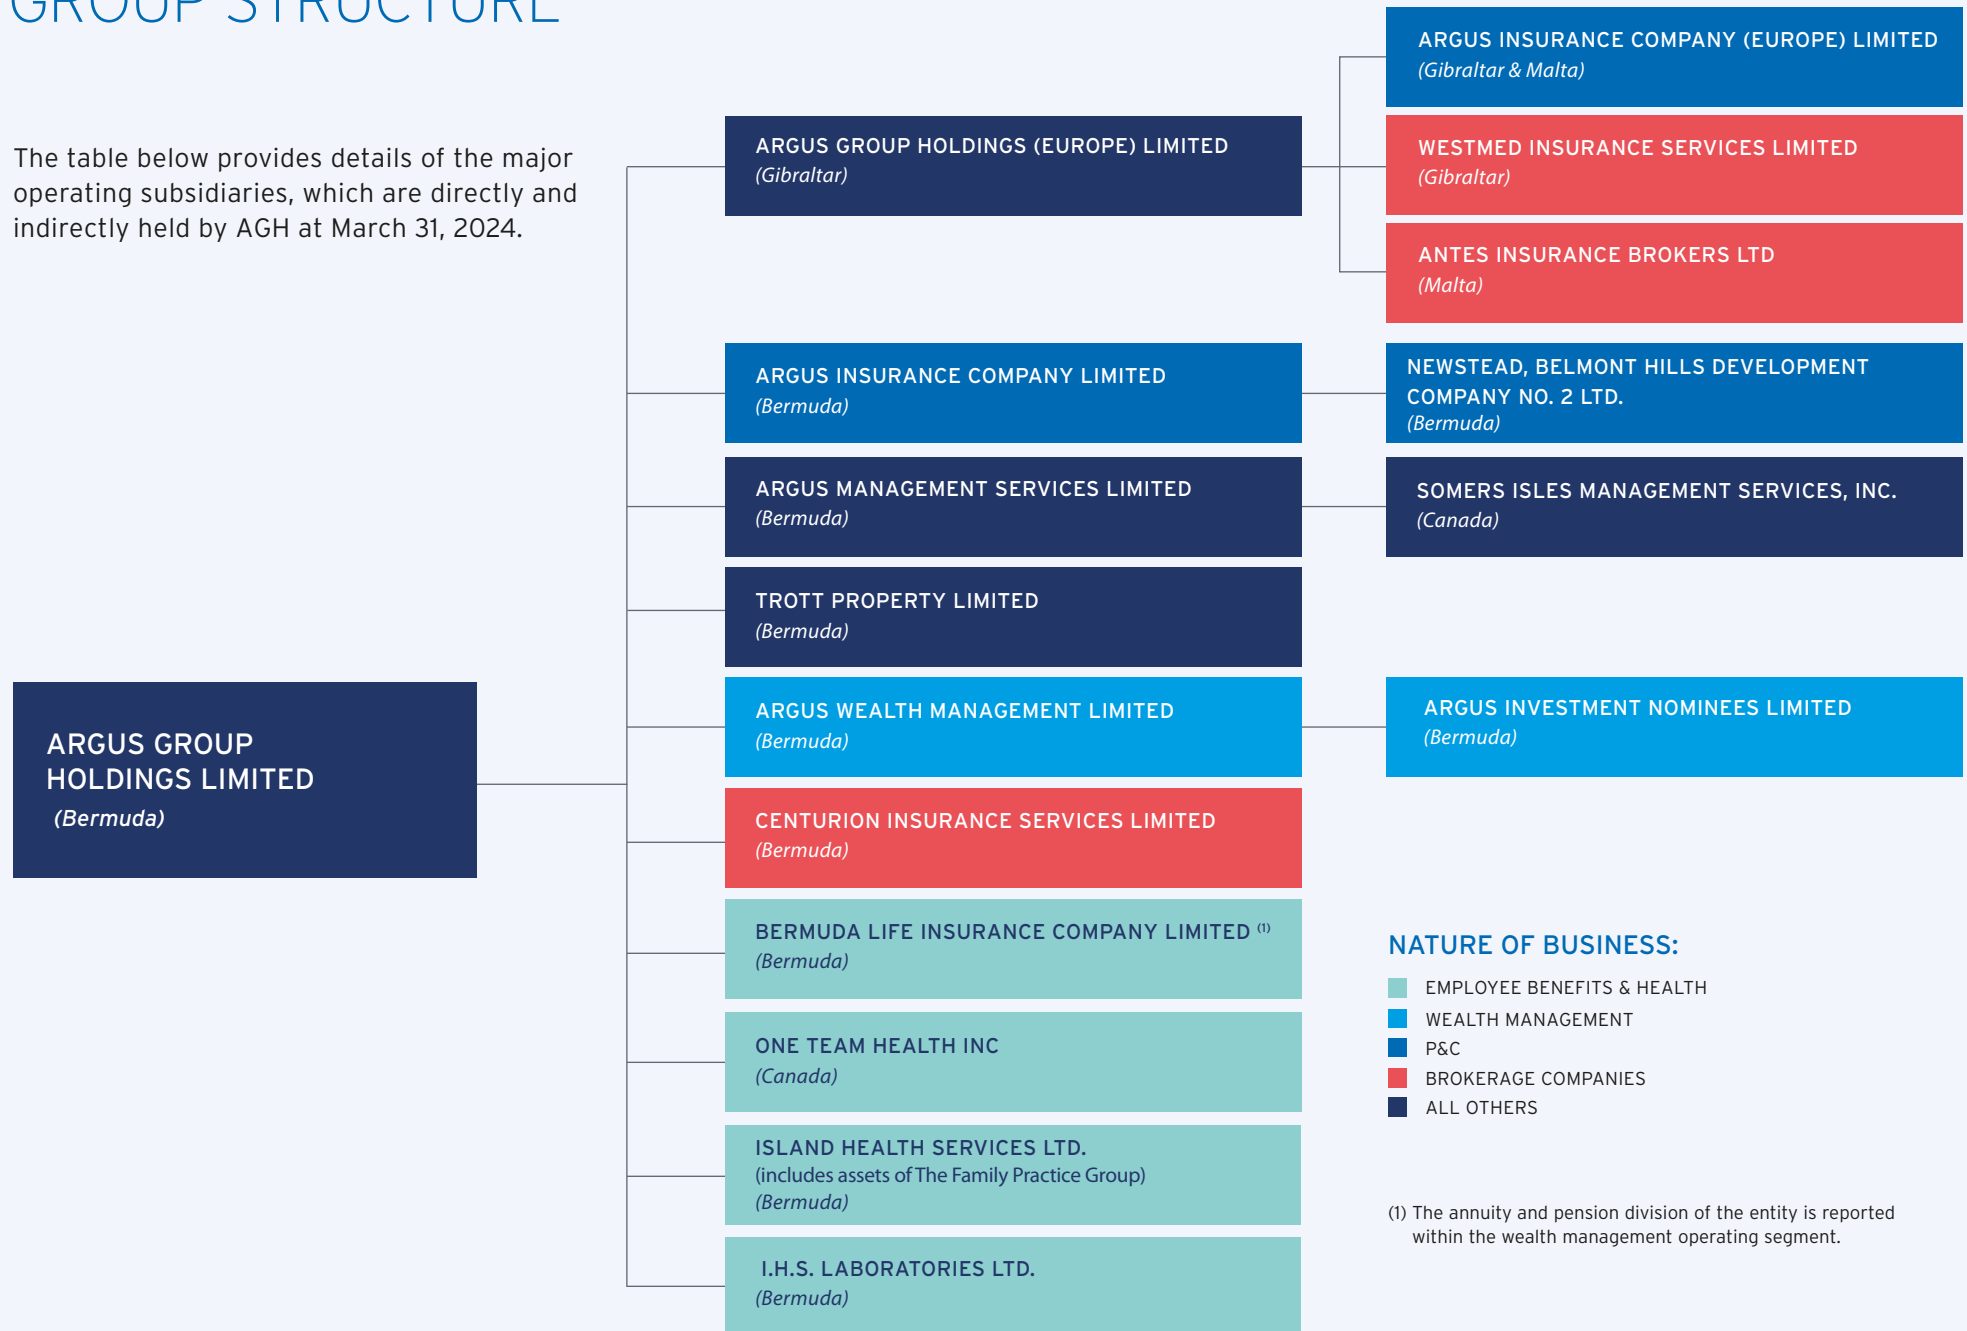 GROUP STRUCTURE
The table below provides details of the major
operating subsidiaries, which are directly and
indirectly held by AGH at March 31, 2024.
ARGUS GROUP
HOLDINGS LIMITED
(Bermuda)
ARGUS GROUP HOLDINGS (EUROPE) LIMITED
(Gibraltar)
ARGUS INSURANCE COMPANY (EUROPE) LIMITED
(Gibraltar & Malta)
WESTMED INSURANCE SERVICES LIMITED
(Gibraltar)
ANTES INSURANCE BROKERS LTD
(Malta)
ARGUS INSURANCE COMPANY LIMITED
(Bermuda)
NEWSTEAD, BELMONT HILLS DEVELOPMENT
COMPANY NO. 2 LTD.
(Bermuda)
ARGUS MANAGEMENT SERVICES LIMITED
(Bermuda)
SOMERS ISLES MANAGEMENT SERVICES, INC.
(Canada)
TROTT PROPERTY LIMITED
(Bermuda)
ARGUS WEALTH MANAGEMENT LIMITED
(Bermuda)
ARGUS INVESTMENT NOMINEES LIMITED
(Bermuda)
CENTURION INSURANCE SERVICES LIMITED
(Bermuda)
BERMUDA LIFE INSURANCE COMPANY LIMITED (1)
(Bermuda)
ONE TEAM HEALTH INC
(Canada)
ISLAND HEALTH SERVICES LTD.
(includes assets of The Family Practice Group)
(Bermuda)
I.H.S. LABORATORIES LTD.
(Bermuda)
NATURE OF BUSINESS:
EMPLOYEE BENEFITS & HEALTH
WEALTH MANAGEMENT
P&C
BROKERAGE COMPANIES
ALL OTHERS
(1) The annuity and pension division of the entity is reported
within the wealth management operating segment.